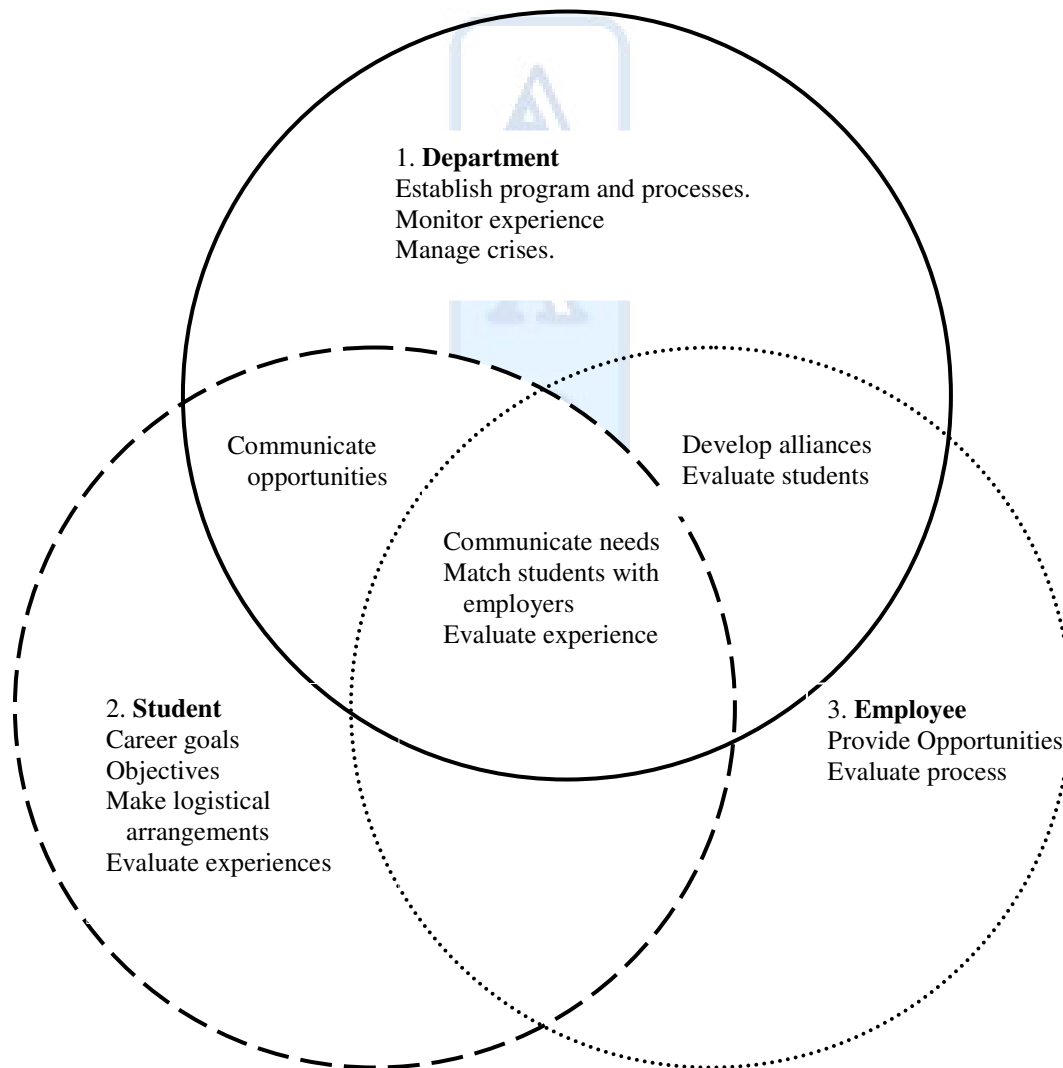 1. Department
Establish program and processes.
Monitor experience
Manage crises.
Communicate
opportunities
Develop alliances
Evaluate students
Communicate needs
Match students with
employers
Evaluate experience
2. Student
Career goals
Objectives
Make logistical
arrangements
Evaluate experiences
3. Employee
Provide Opportunities
Evaluate process